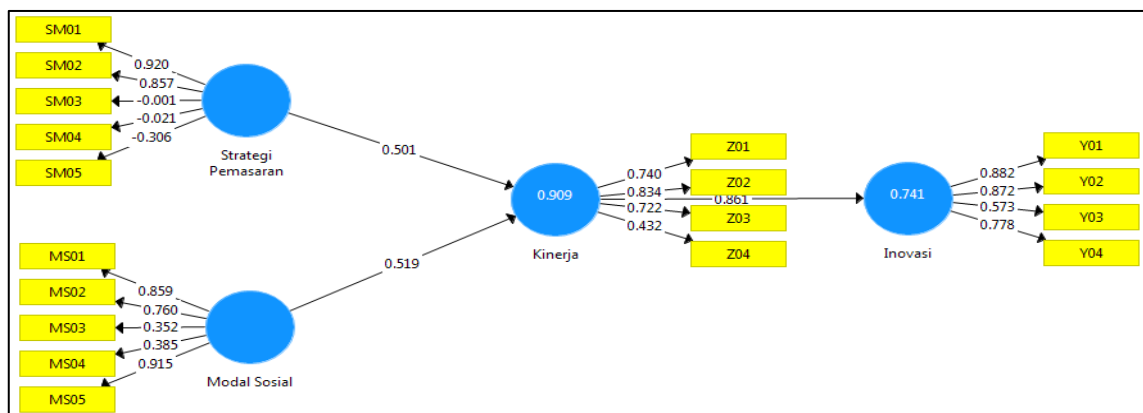 SM01
SM02
SM03
SM04
SM05
0.920
0.857
-0.001
-0.021
-0.306
Strategi
Pemasaran
0.501
MS01
MS02
MS03
MS04
MS05
0.859
0.760
0.352
0.385
0.915
Modal Sosial
0.519
0.909
Kinerja
0.740
0.834
0.722
0.432
Z01
Z02
Z03
Z04
0.861
0.741
Inovasi
0.882
0.872
0.573
0.778
Y01
Y02
Y03
Y04